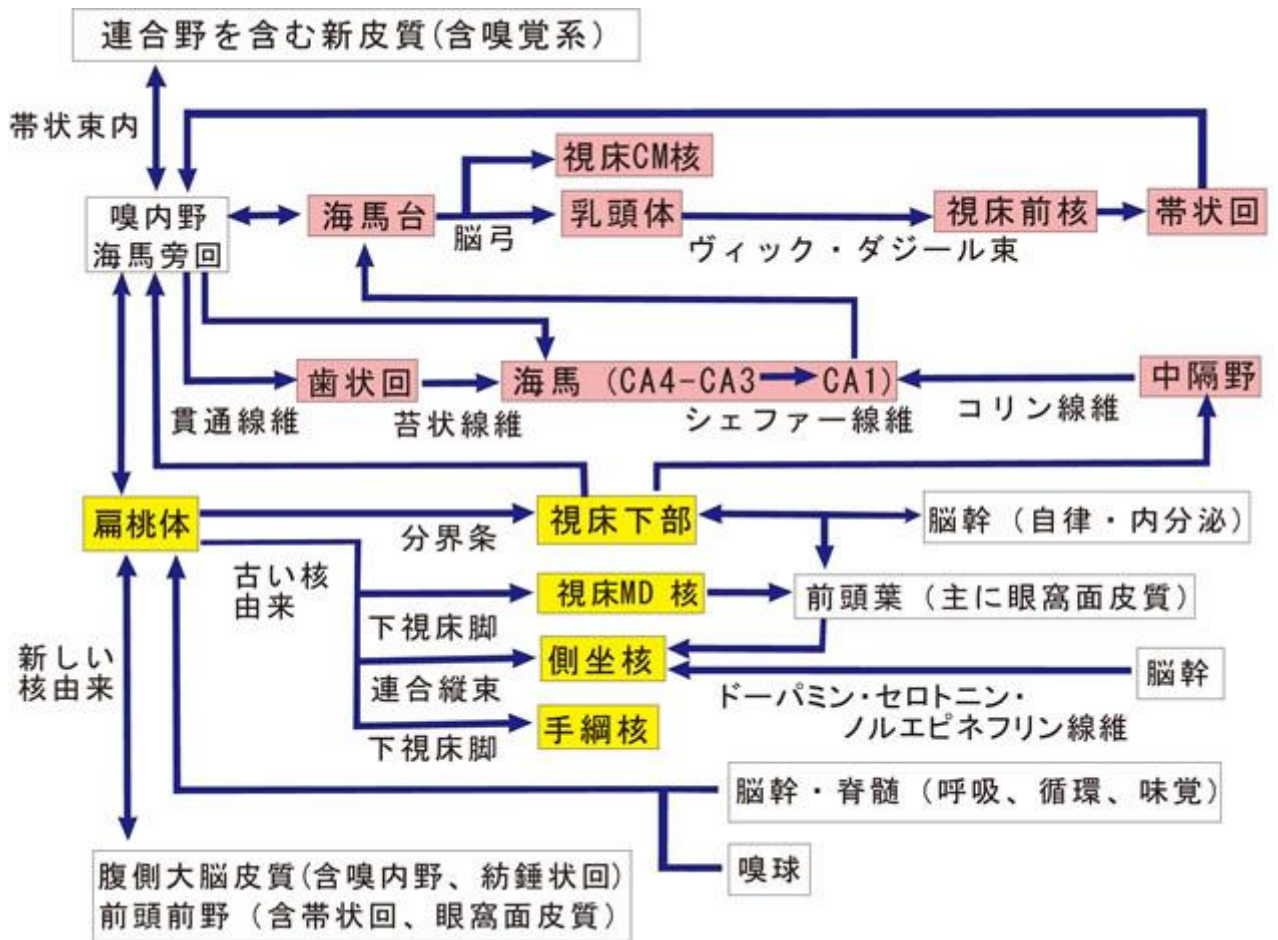 連合野を含む新皮質(含嗅覚系)
帯状束内
視床CM核
嗅内野
海馬旁回
海馬台
脳弓
乳頭体
ヴィック・ダジール束
視床前核
帯状回
歯状回
海馬 (CA4-CA3 CA1)
中隔野
貫通線維
苔状線維
シェファー線維
コリン線維
扁桃体
分界条
視床下部
脳幹 (自律・内分泌)
古い核
由来
視床MD 核
前頭葉 (主に眼窩面皮質)
下視床脚
新しい
核由来
側坐核
脳幹
連合縦束
ドーパミン・セロトニン・
ノルエピネフリン線維
手綱核
下視床脚
脳幹・脊髄 (呼吸、循環、味覚)
嗅球
腹側大脳皮質(含嗅内野、紡錘状回)
前頭前野 (含帯状回、眼窩面皮質)